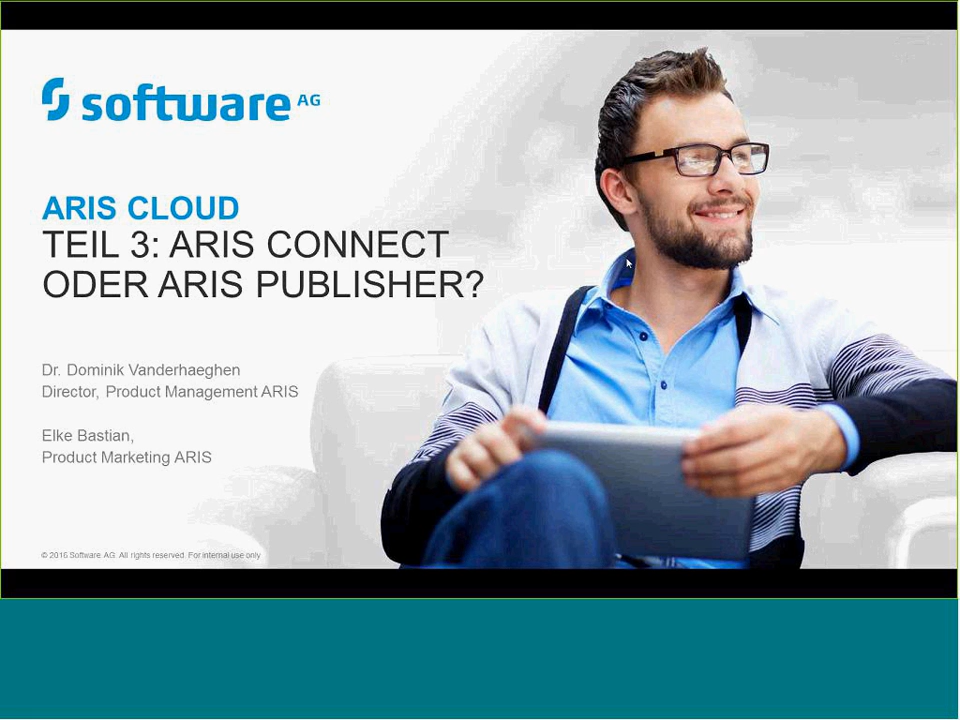 software AG
ARIS CLOUD
TEIL 3: ARIS CONNECT
ODER ARIS PUBLISHER?
Dr. Dominik Vanderhaeghen
Director, Product Management ARIS
Elke Bastian,
Product Marketing ARIS
© 2016 Software AG. All rights reserved. For internal use only